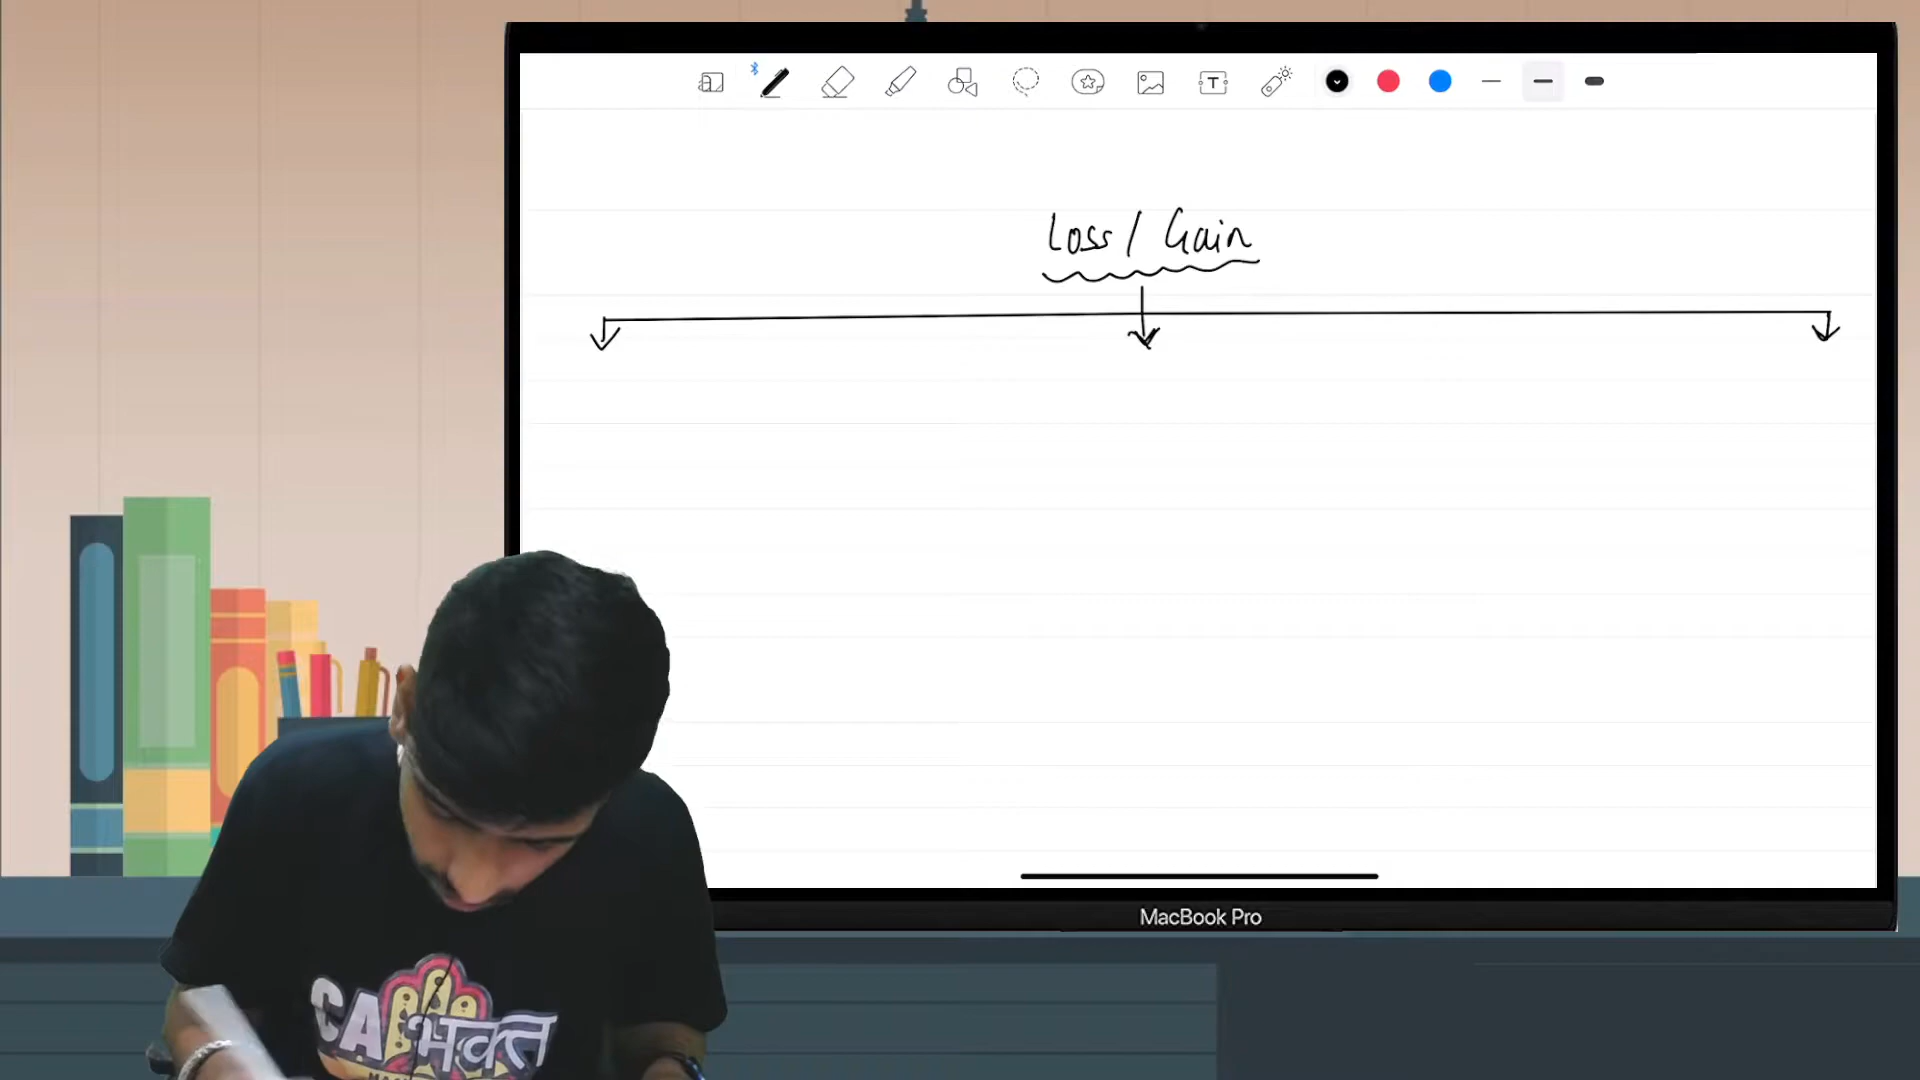 Loss / Gain
MacBook Pro
CA भक्त